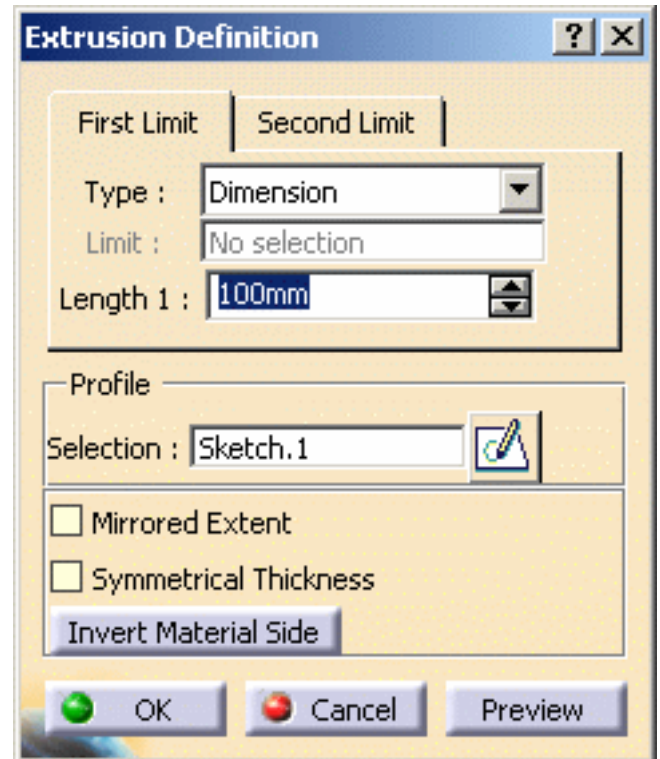 Extrusion Definition ? X
First Limit Second Limit
Type : Dimension
Limit : No selection
Length 1 : 100mm
Profile
Selection : Sketch.1
Mirrored Extent
Symmetrical Thickness
Invert Material Side
OK Cancel Preview